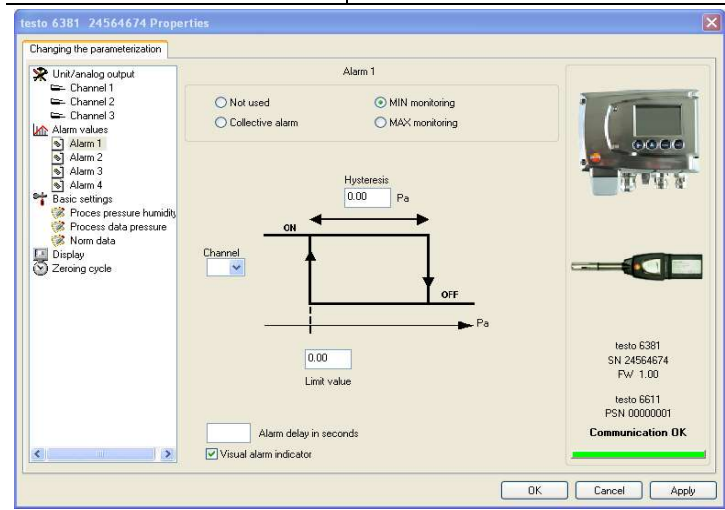 testo 6381 24564674 Properties
Changing the parameterization
Unit/analog output
Channel 1
Channel 2
Channel 3
Alarm values
Alarm 1
Alarm 2
Alarm 3
Alarm 4
Basic settings
Proces pressure humidity
Process data pressure
Norm data
Display
Zeroing cycle
Alarm 1
Not used
MIN monitoring
Collective alarm
MAX monitoring
Hysteresis
0.00 Pa
ON
Channel
OFF
Pa
0.00
Limit value
Alarm delay in seconds
Visual alarm indicator
testo 6381
SN 24564674
FW 1.00
testo 6611
PSN 00000001
Communication OK
OK Cancel Apply